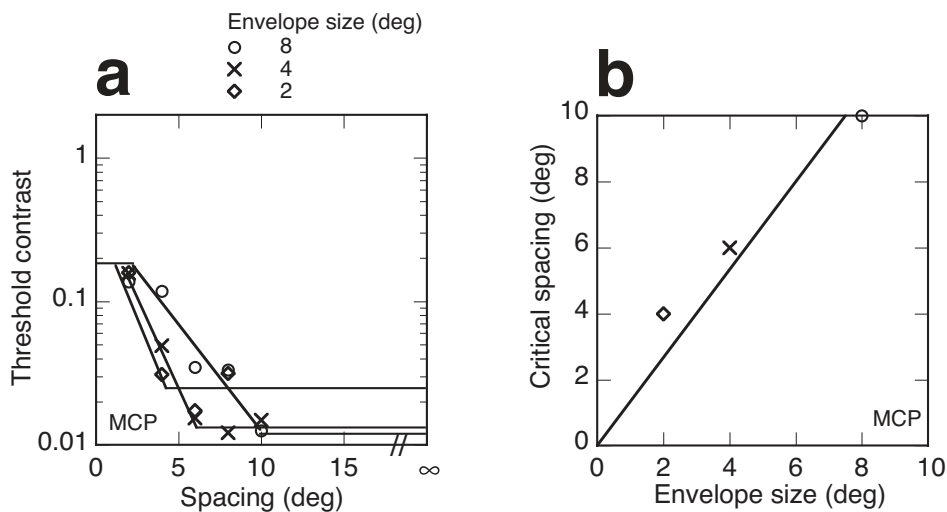 Envelope size (deg)
8
4
2
a
Threshold contrast
1
0.1
0.01
MCP
0
5
10
15
∞
Spacing (deg)
b
Critical spacing (deg)
10
8
6
4
2
0
MCP
0
2
4
6
8
10
Envelope size (deg)